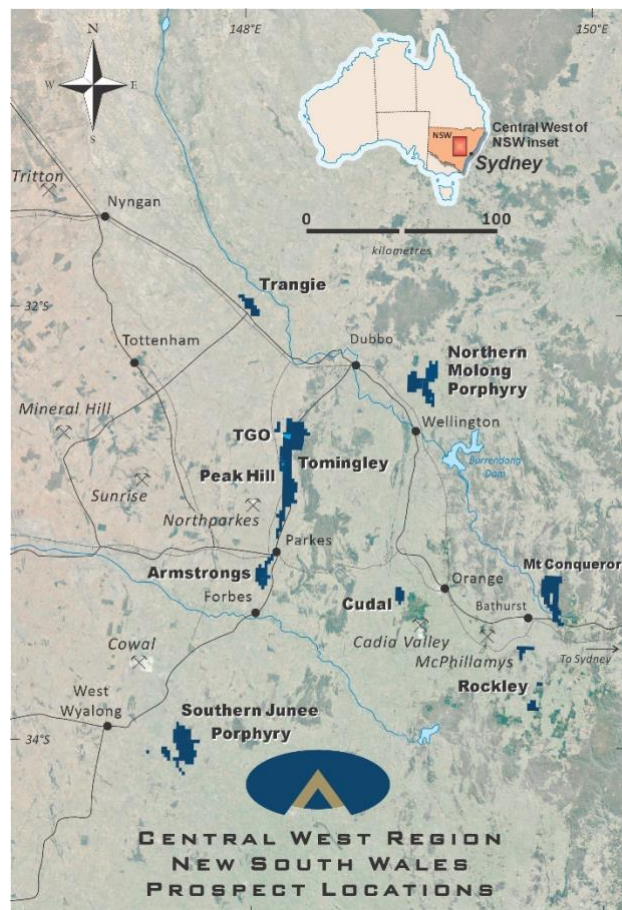 148°E
150°E
N
W
E
S
NSW
Central West of
NSW inset
Sydney
0
100
kilometres
Tritton
Nyngan
Trangie
32°S
Tottenham
Dubbo
Northern
Molong
Porphyry
Mineral Hill
Wellington
TGO
Tomingley
Peak Hill
Burrendong
Dam
Sunrise
Northparkes
Parkes
Armstrongs
Mt Conqueror
Orange
Forbes
Cudal
Bathurst
Cadia Valley
McPhillamys
Cowal
To Sydney
Rockley
West
Wyalong
Southern Junee
Porphyry
34°S
CENTRAL WEST REGION
NEW SOUTH WALES
PROSPECT LOCATIONS